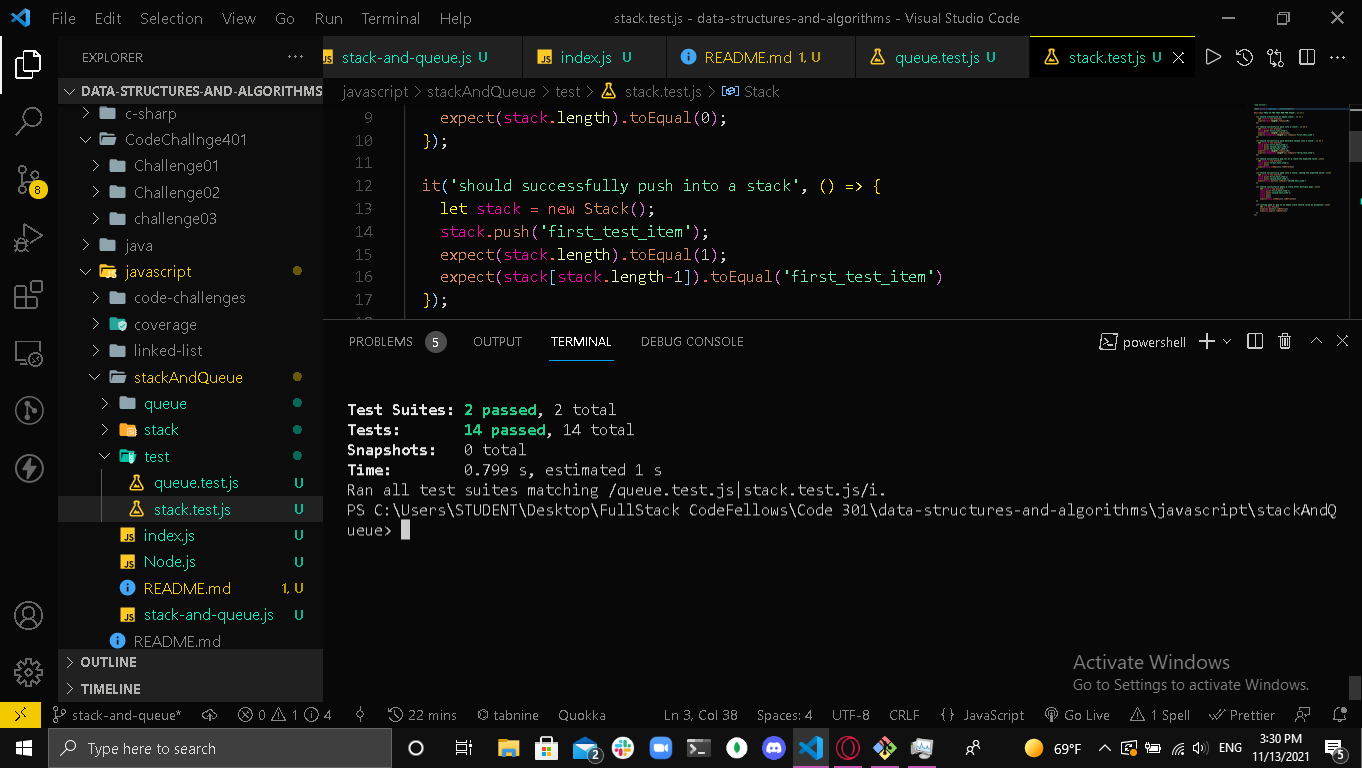 File Edit Selection View Go Run Terminal Help stack.test.js - data-structures-and-algorithms - Visual Studio Code
EXPLORER
DATA-STRUCTURES-AND-ALGORITHMS
c-sharp
CodeChallnge401
Challenge01
Challenge02
challenge03
java
javascript
code-challenges
coverage
linked-list
stackAndQueue
queue
stack
test
queue.test.js U
stack.test.js U
index.js U
Node.js U
README.md 1, U
stack-and-queue.js U
README.md
OUTLINE
TIMELINE
8
stack-and-queue.js U index.js U README.md 1, U queue.test.js U stack.test.js U
javascript > stackAndQueue > test > stack.test.js > Stack
9 expect(stack.length).toEqual(0);
10 });
11
12 it('should successfully push into a stack', () => {
13 let stack = new Stack();
14 stack.push('first_test_item');
15 expect(stack.length).toEqual(1);
16 expect(stack[stack.length-1]).toEqual('first_test_item')
17 });
PROBLEMS 5 OUTPUT TERMINAL DEBUG CONSOLE powershell
Test Suites: 2 passed, 2 total
Tests: 14 passed, 14 total
Snapshots: 0 total
Time: 0.799 s, estimated 1 s
Ran all test suites matching /queue.test.js|stack.test.js/i.
PS C:\Users\STUDENT\Desktop\FullStack CodeFellows\Code 301\data-structures-and-algorithms\javascript\stackAndQ
ueue>
Activate Windows
Go to Settings to activate Windows.
stack-and-queue* 0 1 4 22 mins tabnine Quokka Ln 3, Col 38 Spaces: 4 UTF-8 CRLF {} JavaScript Go Live 1 Spell Prettier
Type here to search 2 69°F ENG 3:30 PM 5
11/13/2021